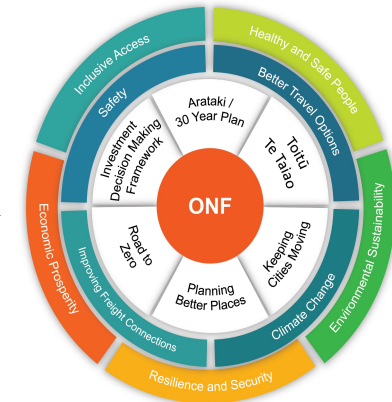 Inclusive Access
Healthy and Safe People
Environmental Sustainability
Resilience and Security
Economic Prosperity
Safety
Better Travel Options
Climate Change
Improving Freight Connections
Arataki /
30 Year Plan
Toitū
Te Taiao
Keeping
Cities Moving
Planning
Better Places
Road to
Zero
Investment
Decision Making
Framework
ONF